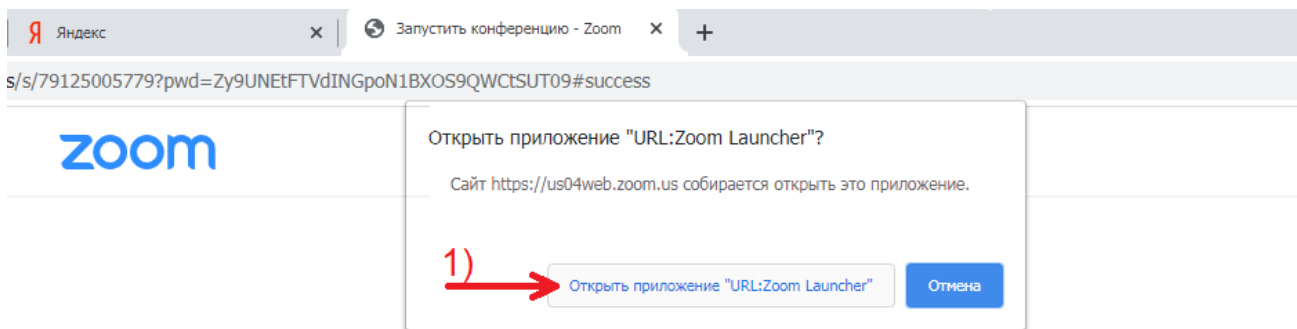 Я Яндекс
Запустить конференцию - Zoom
s/s/79125005779?pwd=Zy9UNEtFTVdINGpoN1BXOS9QWCtSUT09#success
zoom
Открыть приложение "URL:Zoom Launcher"?
Сайт https://us04web.zoom.us собирается открыть это приложение.
1)
Открыть приложение "URL:Zoom Launcher"
Отмена